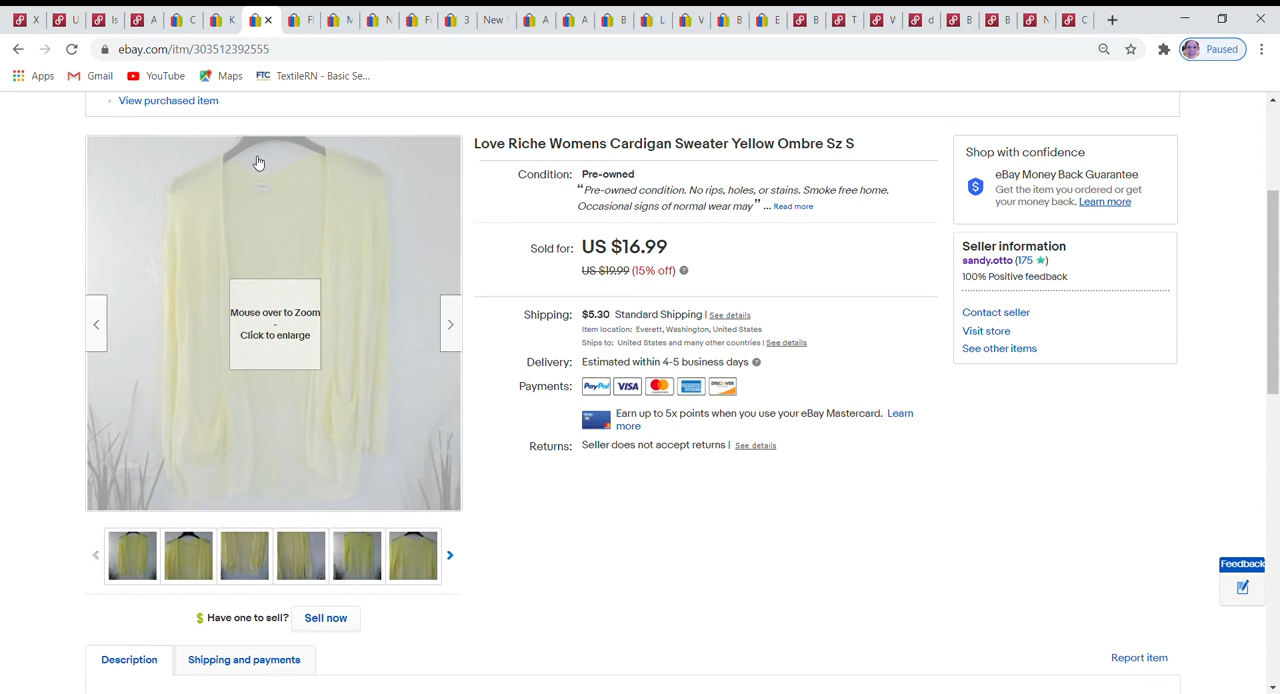 X
U
Is
A
C
K
×
FI
M
N
Fr
3
New T
A
A
B
L
V
B
E
B
T
V
d
B
B
N
C
ebay.com/itm/303512392555
Paused
Apps
Gmail
YouTube
Maps
FTC TextileRN - Basic Se...
View purchased item
Love Riche Womens Cardigan Sweater Yellow Ombre Sz S
Condition: Pre-owned
“Pre-owned condition. No rips, holes, or stains. Smoke free home.
Occasional signs of normal wear may” ... Read more
Sold for: US $16.99
US $19.99 (15% off)
Shipping: $5.30 Standard Shipping | See details
Item location: Everett, Washington, United States
Ships to: United States and many other countries | See details
Delivery: Estimated within 4-5 business days
Payments: PayPal VISA
Earn up to 5x points when you use your eBay Mastercard. Learn
more
Returns: Seller does not accept returns | See details
Shop with confidence
eBay Money Back Guarantee
Get the item you ordered or get
your money back. Learn more
Seller information
sandy.otto (175 ★)
100% Positive feedback
Contact seller
Visit store
See other items
Mouse over to Zoom
-
Click to enlarge
$ Have one to sell? Sell now
Feedback
Description
Shipping and payments
Report item